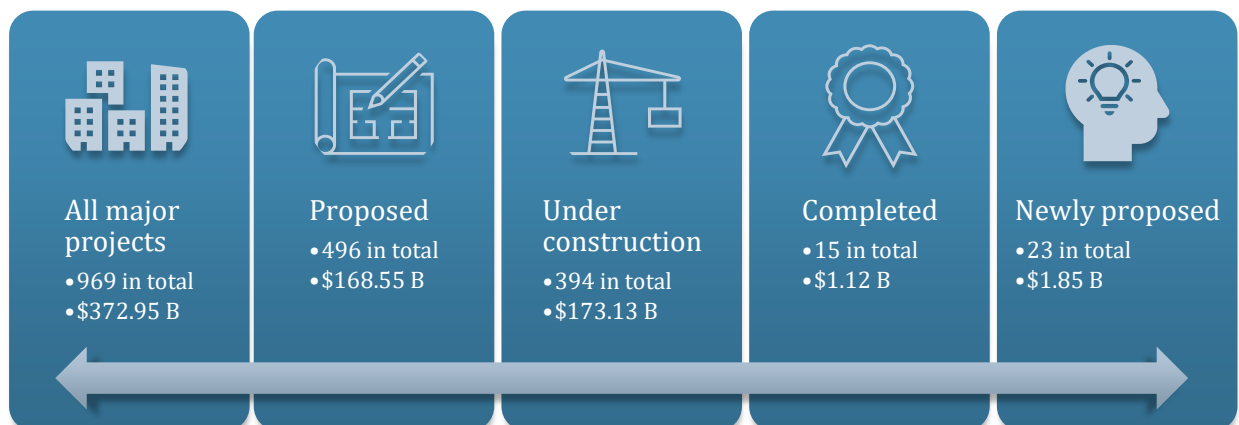 All major
projects
•969 in total
•$372.95 B
Proposed
•496 in total
•$168.55 B
Under
construction
•394 in total
•$173.13 B
Completed
•15 in total
•$1.12 B
Newly proposed
•23 in total
•$1.85 B